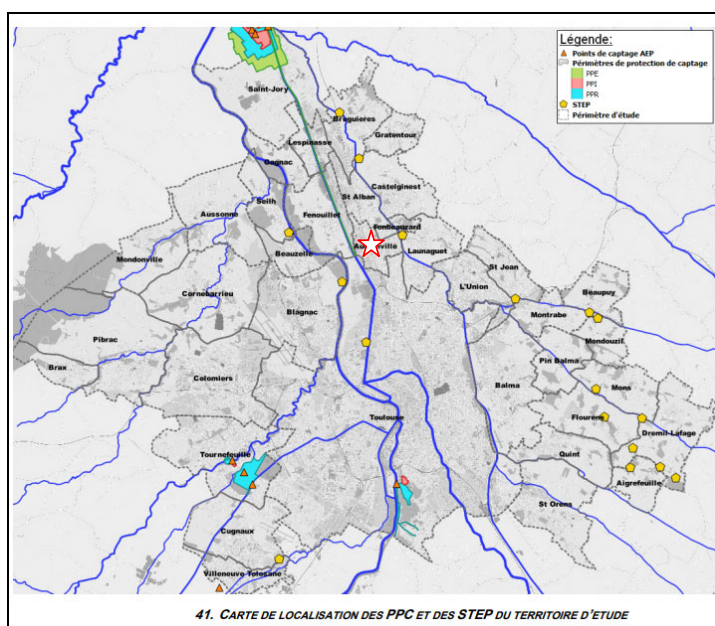 Légende:
Points de captage AEP
Périmètres de protection de captage
PPE
PPI
PPR
STEP
Périmètre d'étude
Saint-Jory
Bruguieres
Gratentour
Lespinasse
Gagnac
St Alban
Castelginest
Seilh
Aussonne
Fenouillet
Fonbeauzard
Launaguet
Mondonville
Beauzelle
St Jean
L'Union
Beaupuy
Cornebarrieu
Blagnac
Montrabe
Mondouzil
Pibrac
Pin Balma
Brax
Colomiers
Balma
Mons
Toulouse
Flourens
Dremil-Lafage
Tournefeuille
Quint
Aigrefeuille
St Orens
Cugnaux
Villeneuve Tolosane
41. CARTE DE LOCALISATION DES PPC ET DES STEP DU TERRITOIRE D'ETUDE